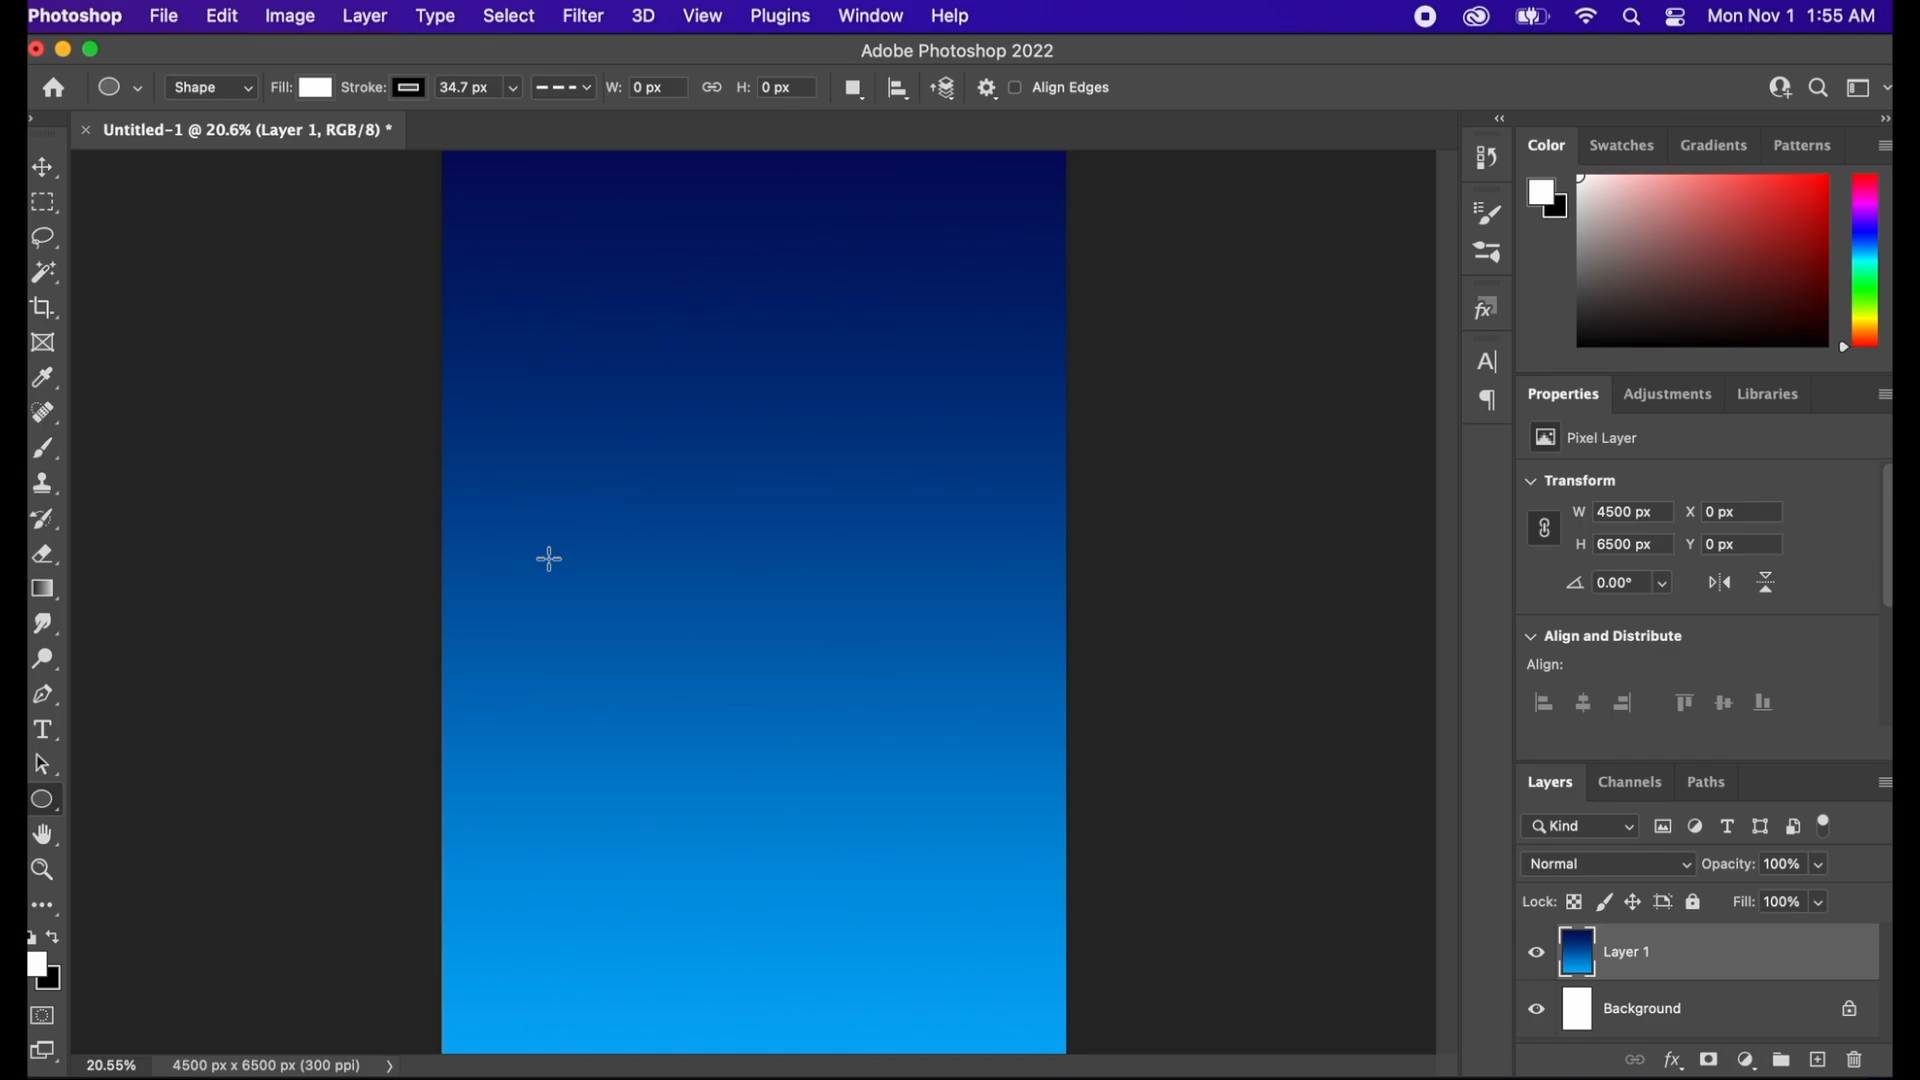 Photoshop File Edit Image Layer Type Select Filter 3D View Plugins Window Help Mon Nov 1 1:55 AM
Adobe Photoshop 2022
Shape Fill: Stroke: 34.7 px W: 0 px H: 0 px Align Edges
Untitled-1 @ 20.6% (Layer 1, RGB/8) *
Color Swatches Gradients Patterns
Properties Adjustments Libraries
Pixel Layer
Transform
W 4500 px X 0 px
H 6500 px Y 0 px
0.00°
Align and Distribute
Align:
Layers Channels Paths
Kind
Normal Opacity: 100%
Lock: Fill: 100%
Layer 1
Background
20.55% 4500 px x 6500 px (300 ppi)